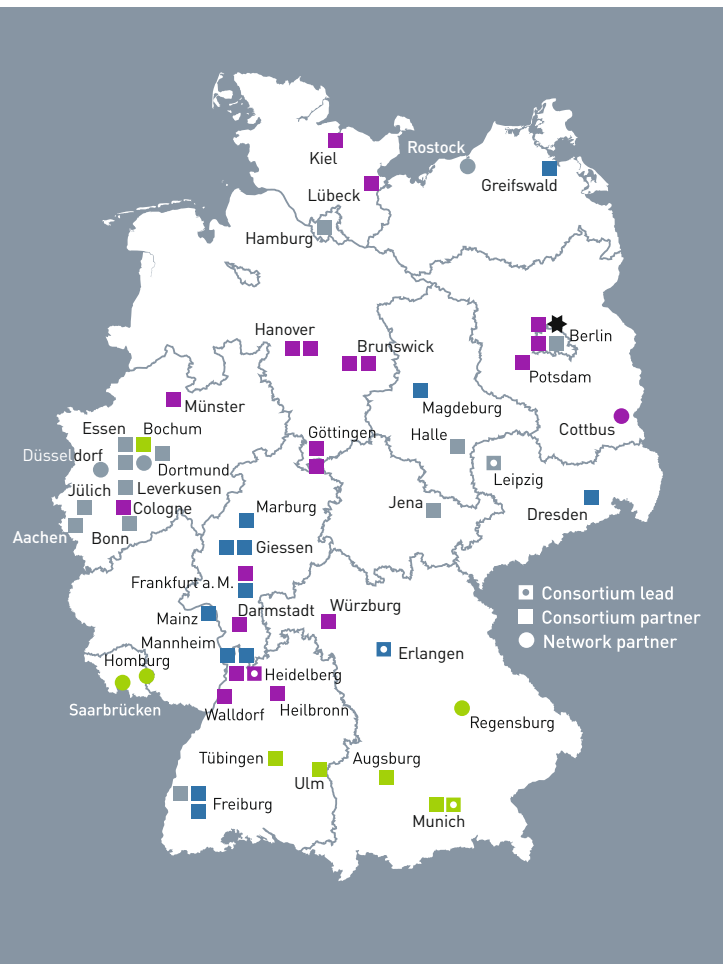 Rostock
Kiel
Greifswald
Lübeck
Hamburg
Hanover
Berlin
Brunswick
Potsdam
Münster
Magdeburg
Essen
Bochum
Göttingen
Halle
Cottbus
Düsseldorf
Dortmund
Leipzig
Jülich
Leverkusen
Jena
Marburg
Cologne
Dresden
Aachen
Bonn
Giessen
Frankfurt a. M.
Consortium lead
Mainz
Darmstadt
Würzburg
Consortium partner
Mannheim
Network partner
Erlangen
Homburg
Heidelberg
Saarbrücken
Walldorf
Heilbronn
Regensburg
Tübingen
Augsburg
Ulm
Freiburg
Munich